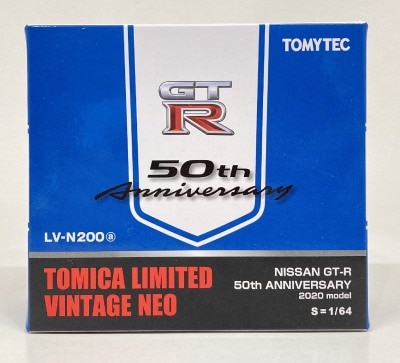 TOMYTEC
GT
R
50th
Anniversary
LV-N200ⓐ
TOMICA LIMITED
VINTAGE NEO
NISSAN GT-R
50th ANNIVERSARY
2020 model
S=1/64